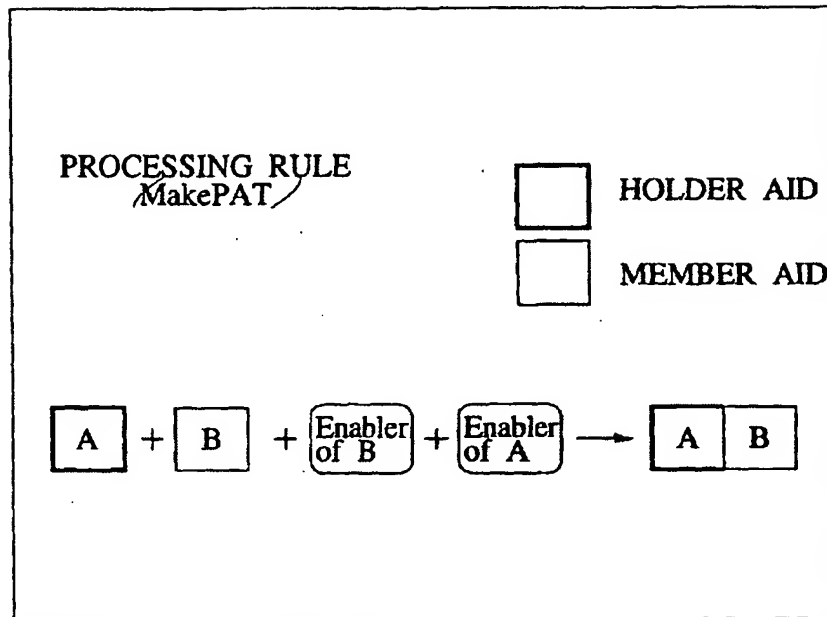 PROCESSING RULE
MakePAT
HOLDER AID
MEMBER AID
A + B + Enabler of B + Enabler of A → A B